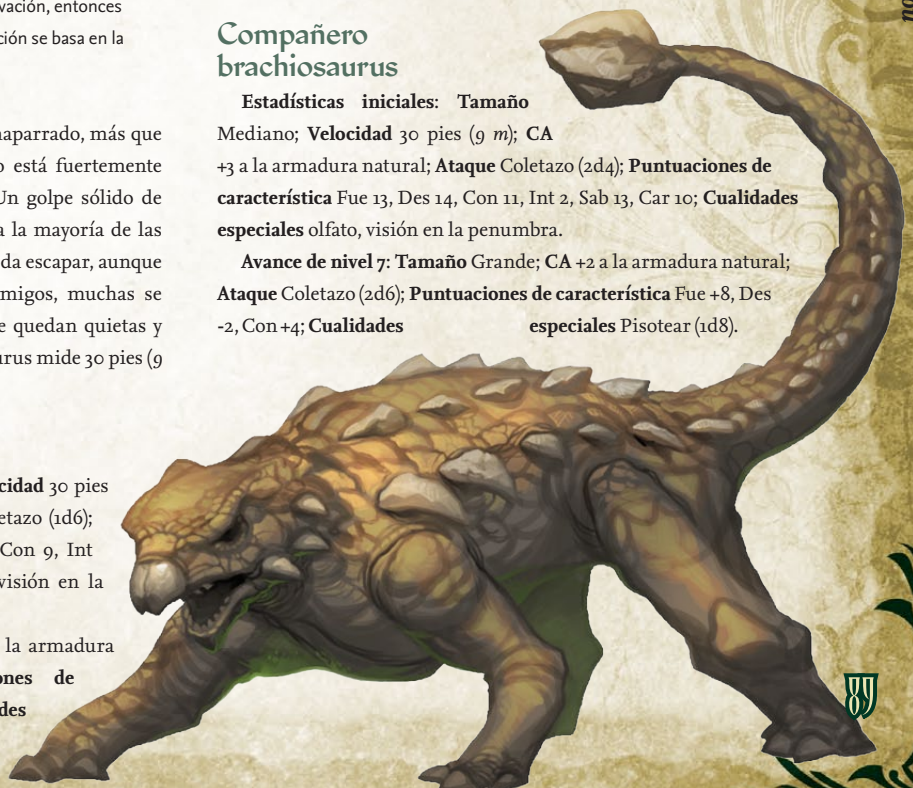 vación, entonces
ción se basa en la
naparrado, más que
o está fuertemente
Un golpe sólido de
a la mayoría de las
da escapar, aunque
migos, muchas se
e quedan quietas y
urus mide 30 pies (9
cidad 30 pies
etazo (1d6);
Con 9, Int
visión en la
la armadura
ones de
des
Compañero
brachiosaurus
Estadísticas iniciales: Tamaño
Mediano; Velocidad 30 pies (9 m); CA
+3 a la armadura natural; Ataque Coletazo (2d4); Puntuaciones de
característica Fue 13, Des 14, Con 11, Int 2, Sab 13, Car 10; Cualidades
especiales olfato, visión en la penumbra.
Avance de nivel 7: Tamaño Grande; CA +2 a la armadura natural;
Ataque Coletazo (2d6); Puntuaciones de característica Fue +8, Des
-2, Con +4; Cualidades especiales Pisotear (1d8).
89